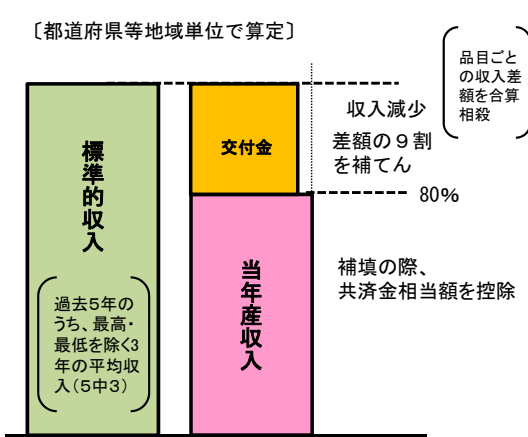 〔都道府県等地域単位で算定〕
品目ごと
の収入差
額を合算
相殺
収入減少
差額の９割
を補てん
交付金
80%
標準的収入
過去５年の
うち、最高・
最低を除く3
年の平均収
入（５中３）
当年産収入
補填の際、
共済金相当額を控除